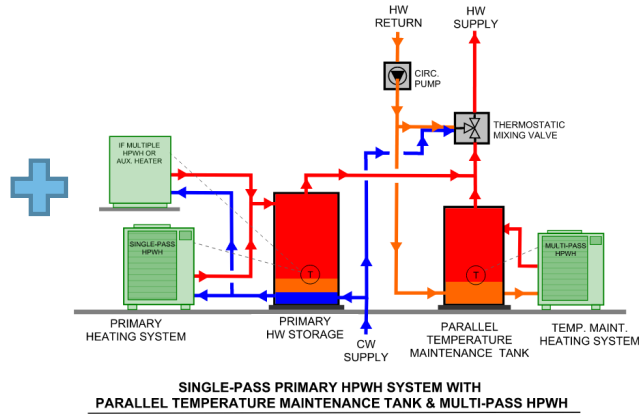 HW
RETURN
HW
SUPPLY
CIRC.
PUMP
THERMOSTATIC
MIXING VALVE
IF MULTIPLE
HPWH OR
AUX. HEATER
SINGLE-PASS
HPWH
T
T
MULTI-PASS
HPWH
PRIMARY
HEATING SYSTEM
PRIMARY
HW STORAGE
CW
SUPPLY
PARALLEL
TEMPERATURE
MAINTENANCE TANK
TEMP. MAINT.
HEATING SYSTEM
SINGLE-PASS PRIMARY HPWH SYSTEM WITH
PARALLEL TEMPERATURE MAINTENANCE TANK & MULTI-PASS HPWH